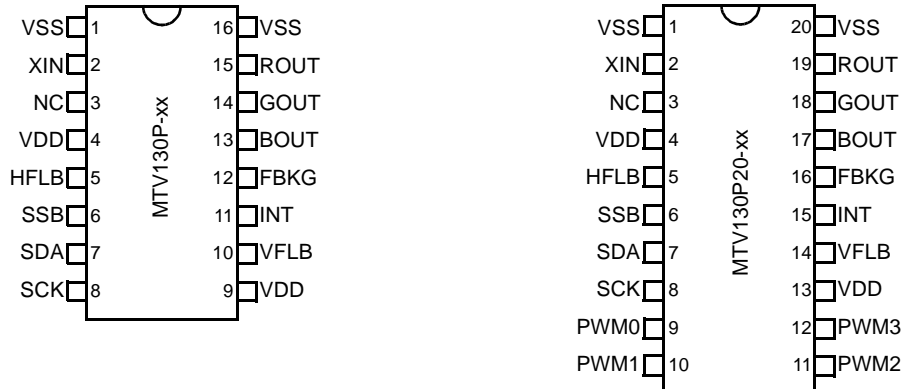 VSS 1 16 VSS
XIN 2 15 ROUT
NC 3 14 GOUT
VDD 4 13 BOUT
HFLB 5 12 FBKG
SSB 6 11 INT
SDA 7 10 VFLB
SCK 8 9 VDD
MTV130P-xx
VSS 1 20 VSS
XIN 2 19 ROUT
NC 3 18 GOUT
VDD 4 17 BOUT
HFLB 5 16 FBKG
SSB 6 15 INT
SDA 7 14 VFLB
SCK 8 13 VDD
PWM0 9 12 PWM3
PWM1 10 11 PWM2
MTV130P20-xx